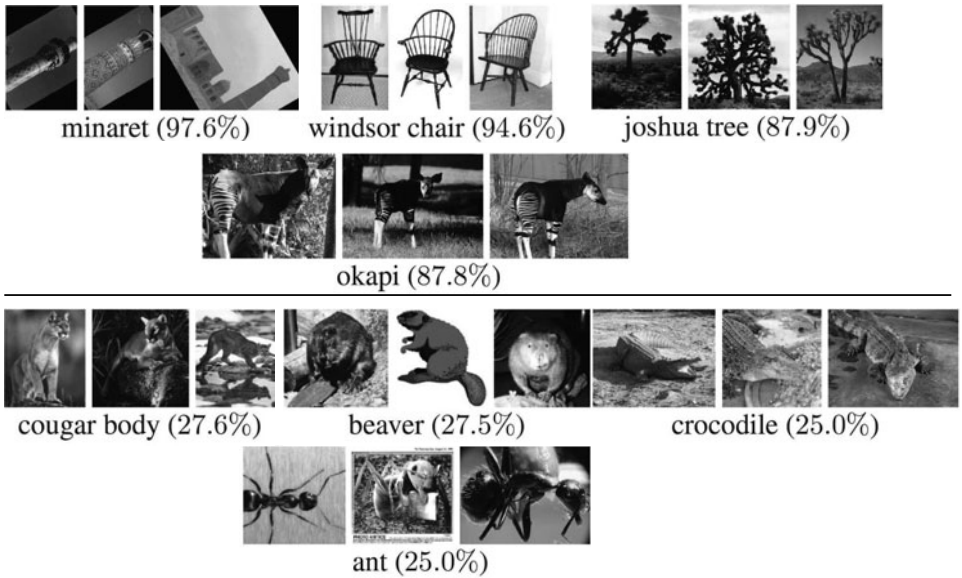 minaret (97.6%) windsor chair (94.6%) joshua tree (87.9%)
okapi (87.8%)
cougar body (27.6%) beaver (27.5%) crocodile (25.0%)
ant (25.0%)